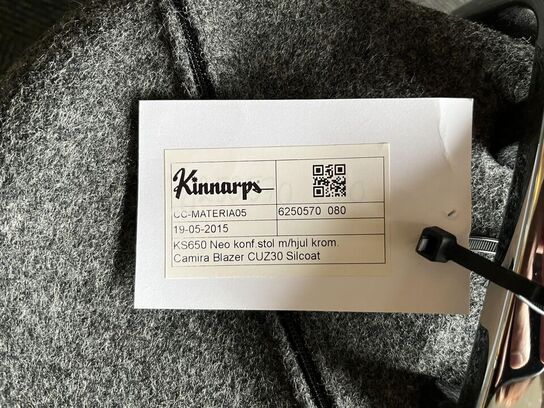 Kinnarps
CC-MATERIA05 6250570 080
19-05-2015
KS650 Neo konf.stol m/hjul krom.
Camira Blazer CUZ30 Silcoat